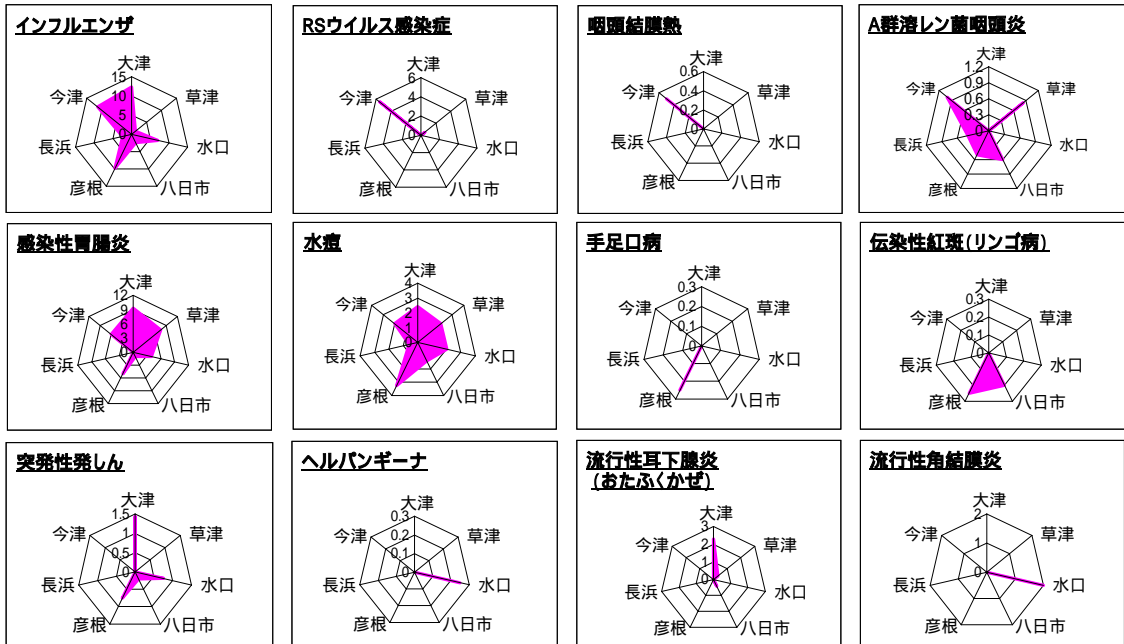 インフルエンザ
大津
15
10
5
0
草津
水口
八日市
彦根
長浜
今津
RSウイルス感染症
大津
6
4
2
0
草津
水口
八日市
彦根
長浜
今津
咽頭結膜熱
大津
0.6
0.4
0.2
0
草津
水口
八日市
彦根
長浜
今津
A群溶レン菌咽頭炎
大津
1.2
0.9
0.6
0.3
0
草津
水口
八日市
彦根
長浜
今津
感染性胃腸炎
大津
12
9
6
3
0
草津
水口
八日市
彦根
長浜
今津
水痘
大津
4
3
2
1
0
草津
水口
八日市
彦根
長浜
今津
手足口病
大津
0.3
0.2
0.1
0
草津
水口
八日市
彦根
長浜
今津
伝染性紅斑(リンゴ病)
大津
0.3
0.2
0.1
0
草津
水口
八日市
彦根
長浜
今津
突発性発しん
大津
1.5
1
0.5
0
草津
水口
八日市
彦根
長浜
今津
ヘルパンギーナ
大津
0.3
0.2
0.1
0
草津
水口
八日市
彦根
長浜
今津
流行性耳下腺炎
(おたふくかぜ)
大津
3
2
1
0
草津
水口
八日市
彦根
長浜
今津
流行性角結膜炎
大津
2
1
0
草津
水口
八日市
彦根
長浜
今津